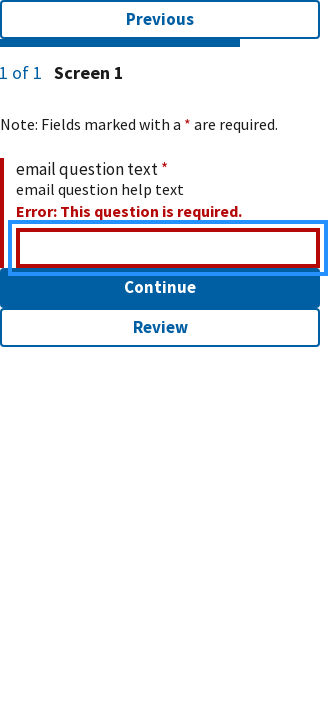 Previous
1 of 1 Screen 1
Note: Fields marked with a * are required.
email question text *
email question help text
Error: This question is required.
Continue
Review